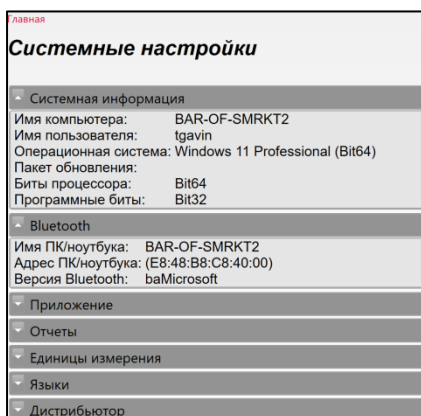 Главная
Системные настройки
Системная информация
Имя компьютера: BAR-OF-SMRKT2
Имя пользователя: tgavin
Операционная система: Windows 11 Professional (Bit64)
Пакет обновления:
Биты процессора: Bit64
Программные биты: Bit32
Bluetooth
Имя ПК/ноутбука: BAR-OF-SMRKT2
Адрес ПК/ноутбука: (E8:48:B8:C8:40:00)
Версия Bluetooth: baMicrosoft
Приложение
Отчеты
Единицы измерения
Языки
Дистрибьютор